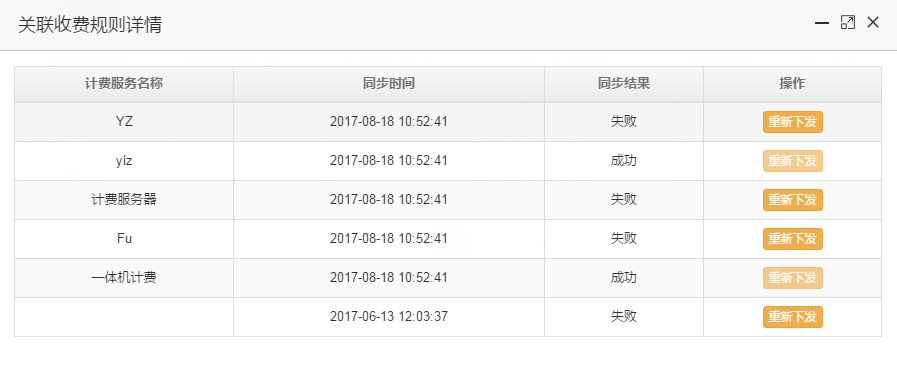 关联收费规则详情
计费服务名称 同步时间 同步结果 操作
YZ 2017-08-18 10:52:41 失败 重新下发
yiz 2017-08-18 10:52:41 成功 重新下发
计费服务器 2017-08-18 10:52:41 失败 重新下发
Fu 2017-08-18 10:52:41 失败 重新下发
一体机计费 2017-08-18 10:52:41 成功 重新下发
2017-06-13 12:03:37 失败 重新下发